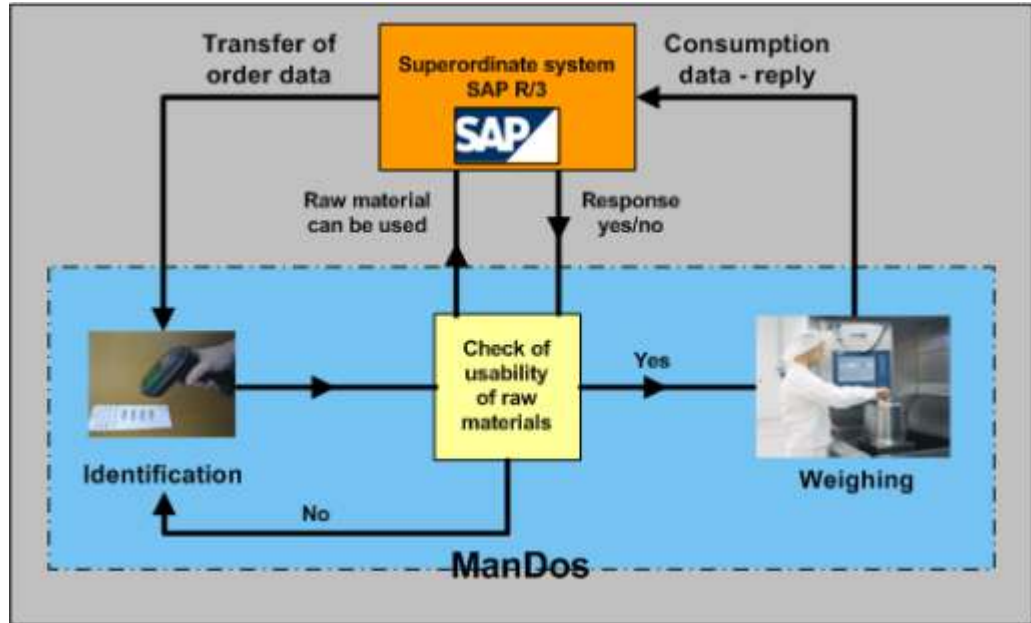 Transfer of
order data
Superordinate system
SAP R/3
SAP
Consumption
data - reply
Raw material
can be used
Response
yes/no
Check of
usability
of raw
materials
Yes
Identification
Weighing
No
ManDos